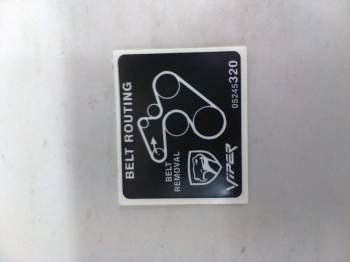 BELT ROUTING
BELT
REMOVAL
VIPER
05245320